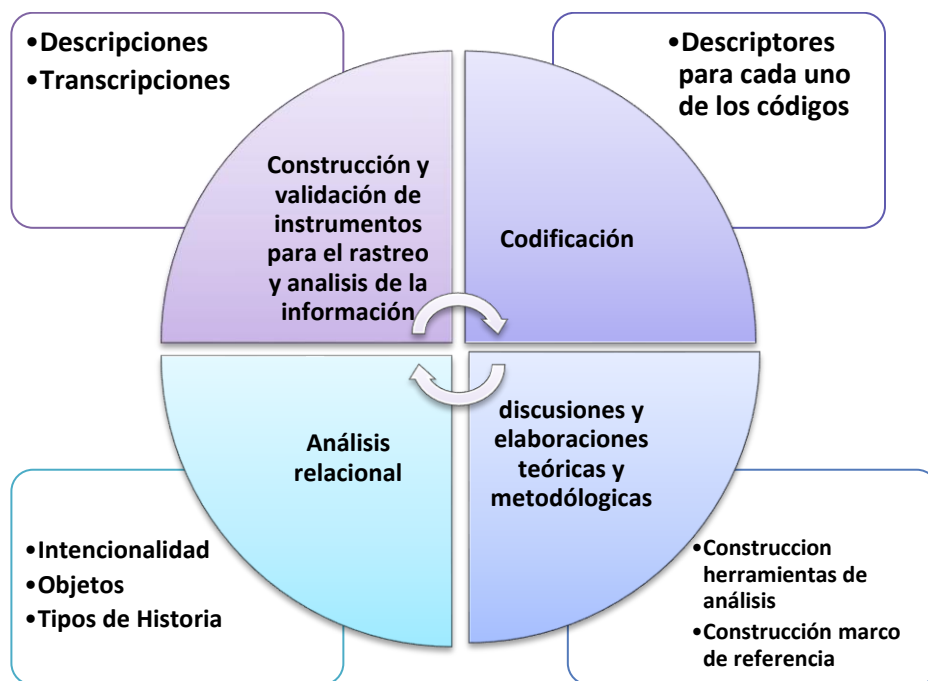 •Descripciones
•Transcripciones
•Descriptores
para cada uno
de los códigos
Construcción y
validación de
instrumentos
para el rastreo
y analisis de la
información
Codificación
Análisis
relacional
discusiones y
elaboraciones
teóricas y
metodólogicas
•Intencionalidad
•Objetos
•Tipos de Historia
•Construccion
herramientas de
análisis
•Construcción marco
de referencia